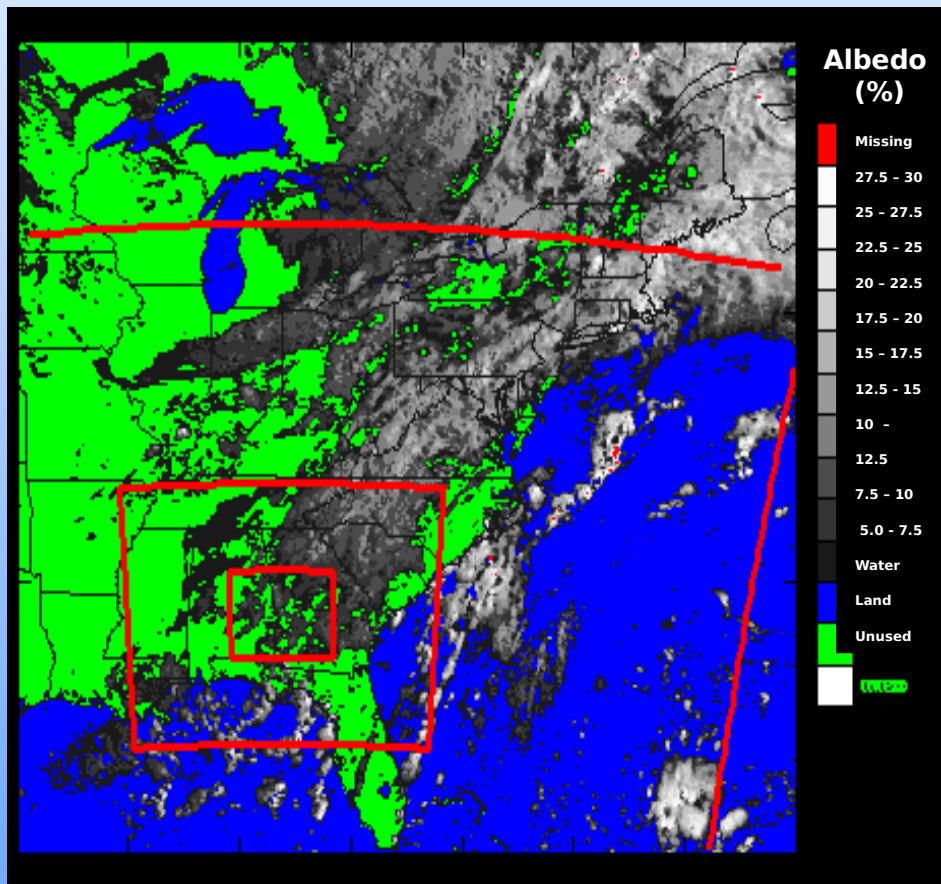 Albedo
(%)
Missing
27.5 – 30
25 – 27.5
22.5 – 25
20 – 22.5
17.5 – 20
15 – 17.5
12.5 - 15
10 –
12.5
7.5 – 10
5.0 - 7.5
Water
Land
Unused